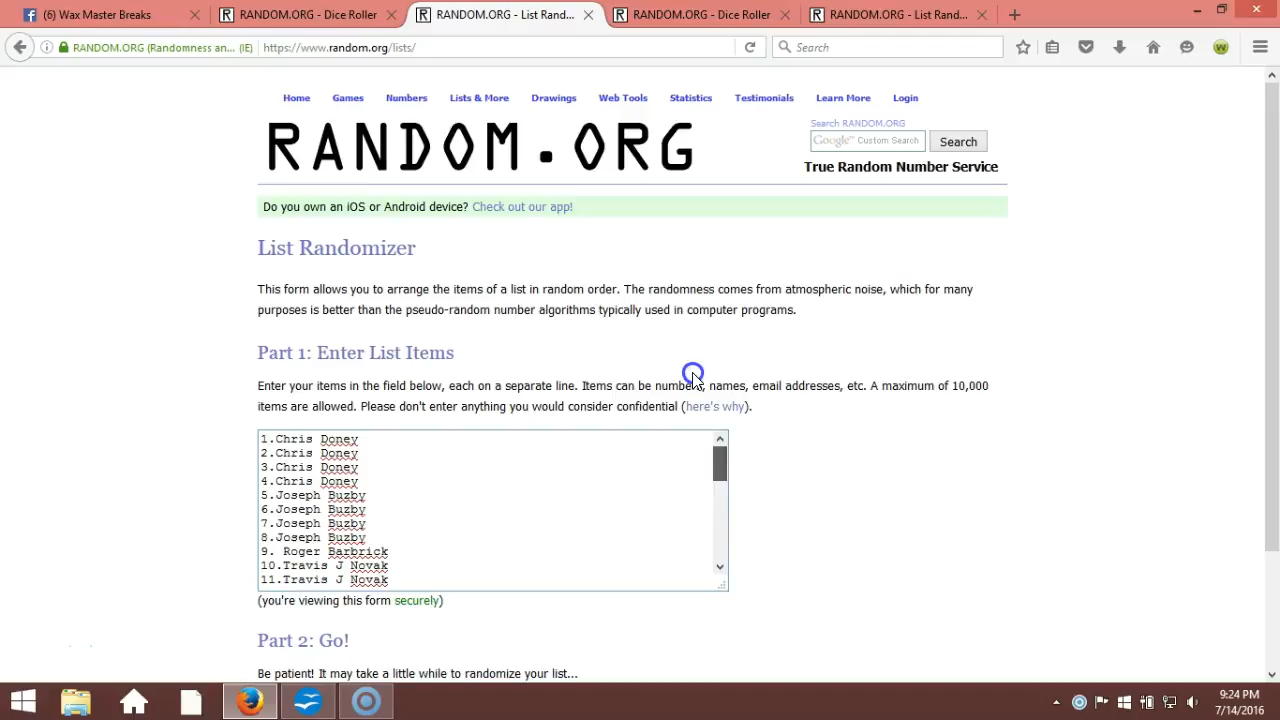 (6) Wax Master Breaks
RANDOM.ORG - Dice Roller
RANDOM.ORG - List Rand...
RANDOM.ORG - Dice Roller
RANDOM.ORG - List Ran...
RANDOM.ORG (Randomness an... (IE)
https://www.random.org/lists/
Search
Home Games Numbers Lists & More Drawings Web Tools Statistics Testimonials Learn More Login
RANDOM.ORG
Search RANDOM.ORG
Google™ Custom Search
Search
True Random Number Service
Do you own an iOS or Android device? Check out our app!
List Randomizer
This form allows you to arrange the items of a list in random order. The randomness comes from atmospheric noise, which for many
purposes is better than the pseudo-random number algorithms typically used in computer programs.
Part 1: Enter List Items
Enter your items in the field below, each on a separate line. Items can be numbers, names, email addresses, etc. A maximum of 10,000
items are allowed. Please don't enter anything you would consider confidential (here's why).
1.Chris Doney
2.Chris Doney
3.Chris Doney
4.Chris Doney
5.Joseph Buzby
6.Joseph Buzby
7.Joseph Buzby
8.Joseph Buzby
9. Roger Barbrick
10.Travis J Novak
11.Travis J Novak
(you're viewing this form securely)
Part 2: Go!
Be patient! It may take a little while to randomize your list...
9:24 PM
7/14/2016